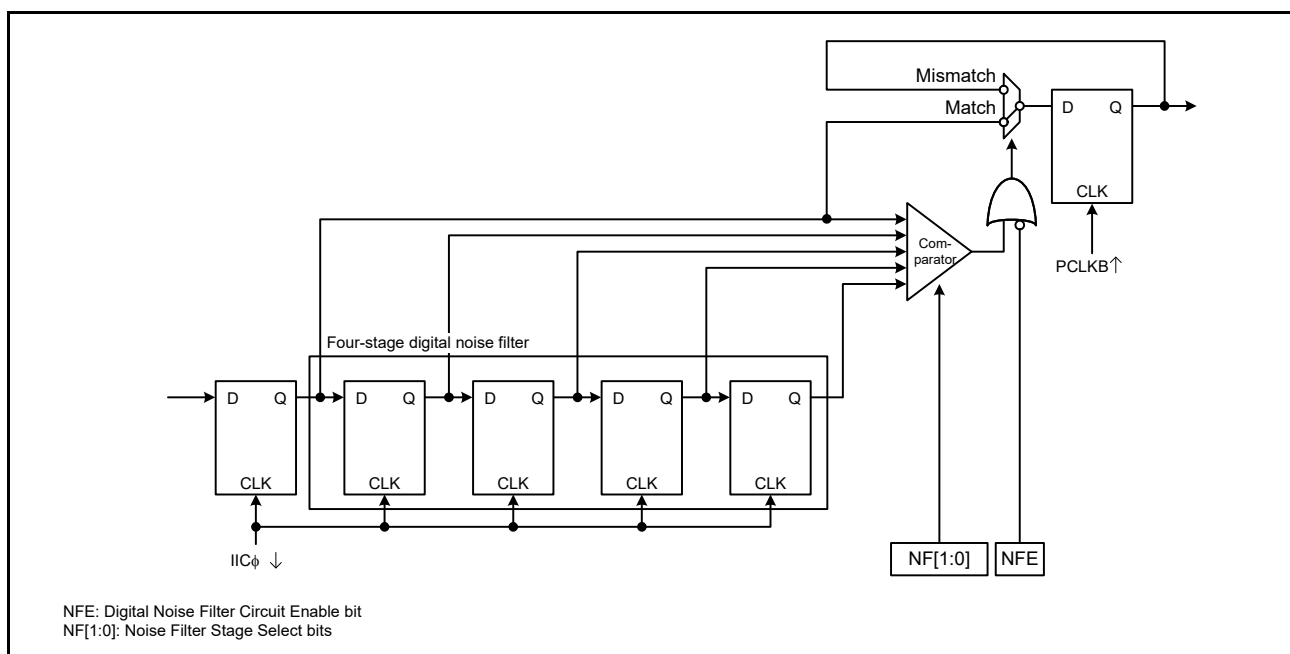 Mismatch
Match
D Q
CLK
PCLKB↑
Com-
parator
Four-stage digital noise filter
D Q D Q D Q D Q D Q
CLK CLK CLK CLK CLK
IICϕ ↓
NF[1:0] NFE
NFE: Digital Noise Filter Circuit Enable bit
NF[1:0]: Noise Filter Stage Select bits